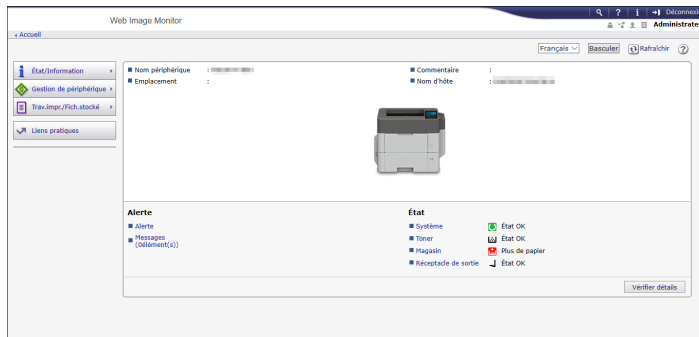 Web Image Monitor
Déconnexi
Administrate
Accueil
Français Basculer Rafraîchir
État/Information
Gestion de périphérique
Trav.impr./Fich.stocké
Liens pratiques
Nom périphérique :
Commentaire :
Emplacement :
Nom d'hôte :
Alerte
État
Alerte
Messages
(0élément(s))
Système État OK
Toner État OK
Magasin Plus de papier
Réceptacle de sortie État OK
Vérifier détails